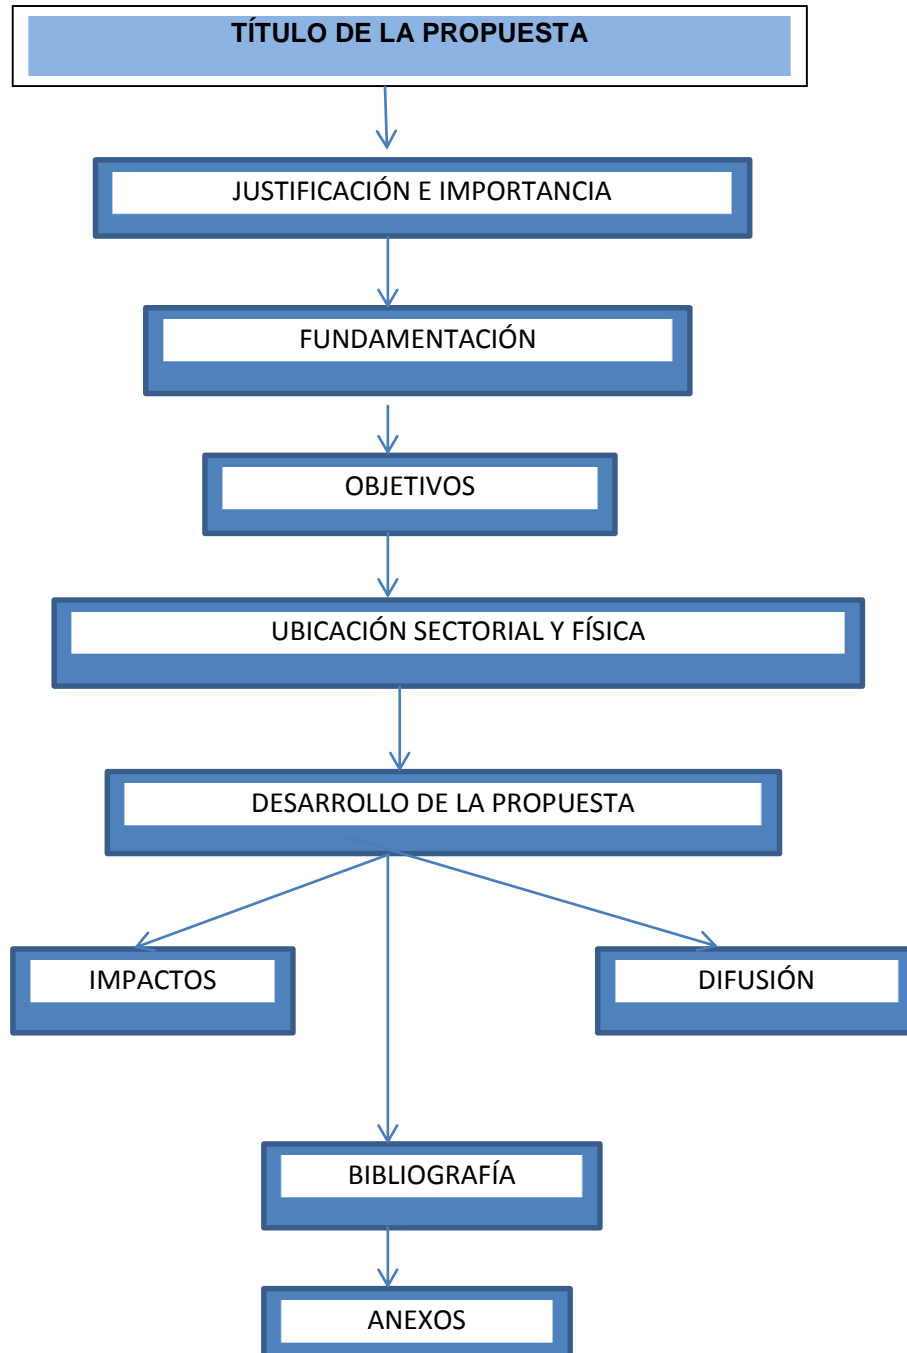 TÍTULO DE LA PROPUESTA
JUSTIFICACIÓN E IMPORTANCIA
FUNDAMENTACIÓN
OBJETIVOS
UBICACIÓN SECTORIAL Y FÍSICA
DESARROLLO DE LA PROPUESTA
IMPACTOS
DIFUSIÓN
BIBLIOGRAFÍA
ANEXOS